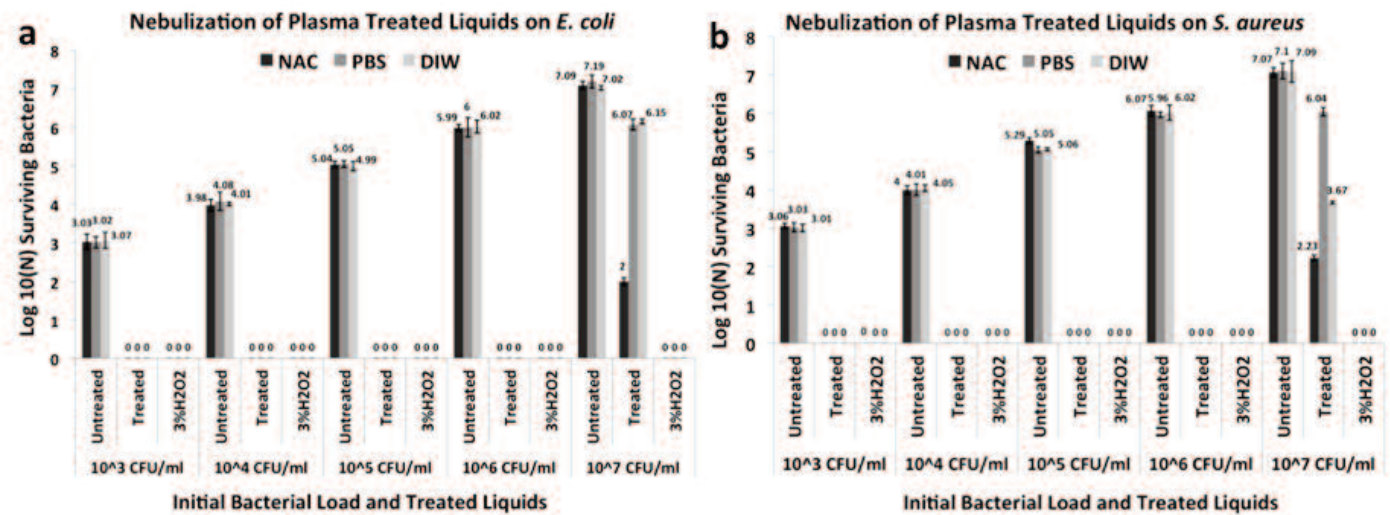 a
Nebulization of Plasma Treated Liquids on E. coli
NAC PBS DIW
Log 10(N) Surviving Bacteria
8
7
6
5
4
3
2
1
0
3.03 3.02 3.07
3.98 4.08 4.01
5.04 5.05 4.99
5.99 6 6.02
7.09 7.19 7.02
2 6.07 6.15
0 0 0 0 0 0 0 0 0 0 0 0 0 0 0 0 0 0 0 0 0 0 0 0 0 0 0
Untreated Treated 3%H2O2 Untreated Treated 3%H2O2 Untreated Treated 3%H2O2 Untreated Treated 3%H2O2 Untreated Treated 3%H2O2
10^3 CFU/ml 10^4 CFU/ml 10^5 CFU/ml 10^6 CFU/ml 10^7 CFU/ml
Initial Bacterial Load and Treated Liquids
b
Nebulization of Plasma Treated Liquids on S. aureus
NAC PBS DIW
Log 10(N) Surviving Bacteria
8
7
6
5
4
3
2
1
0
3.06 3.03 3.01
4 4.01 4.05
5.29 5.05 5.06
6.07 5.96 6.02
7.07 7.1 7.09
2.23 6.04 3.67
0 0 0 0 0 0 0 0 0 0 0 0 0 0 0 0 0 0 0 0 0 0 0 0 0 0 0
Untreated Treated 3%H2O2 Untreated Treated 3%H2O2 Untreated Treated 3%H2O2 Untreated Treated 3%H2O2 Untreated Treated 3%H2O2
10^3 CFU/ml 10^4 CFU/ml 10^5 CFU/ml 10^6 CFU/ml 10^7 CFU/ml
Initial Bacterial Load and Treated Liquids